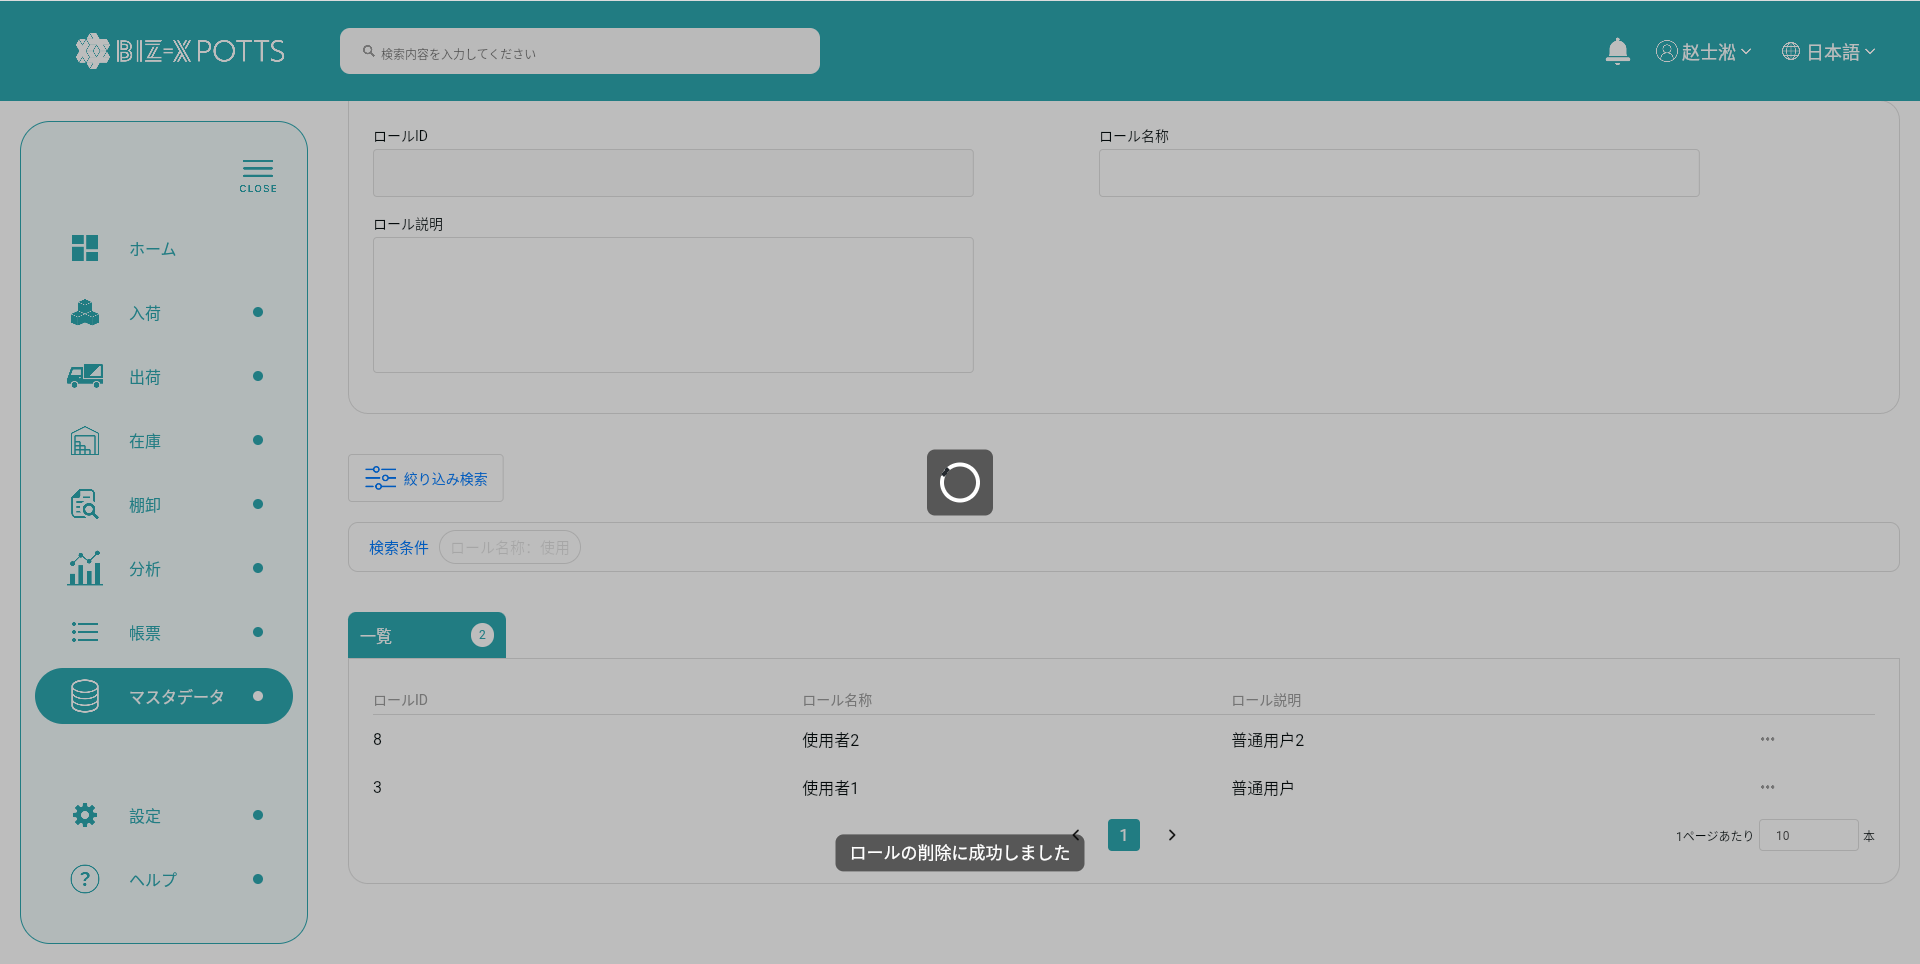 BIZ=X POTTS
検索内容を入力してください
赵士淞
日本語
CLOSE
ホーム
入荷
出荷
在庫
棚卸
分析
帳票
マスタデータ
設定
ヘルプ
ロールID
ロール名称
ロール説明
絞り込み検索
検索条件
ロール名称：使用
一覧
2
ロールID ロール名称 ロール説明
8 使用者2 普通用户2
3 使用者1 普通用户
1
1ページあたり 10 本
ロールの削除に成功しました